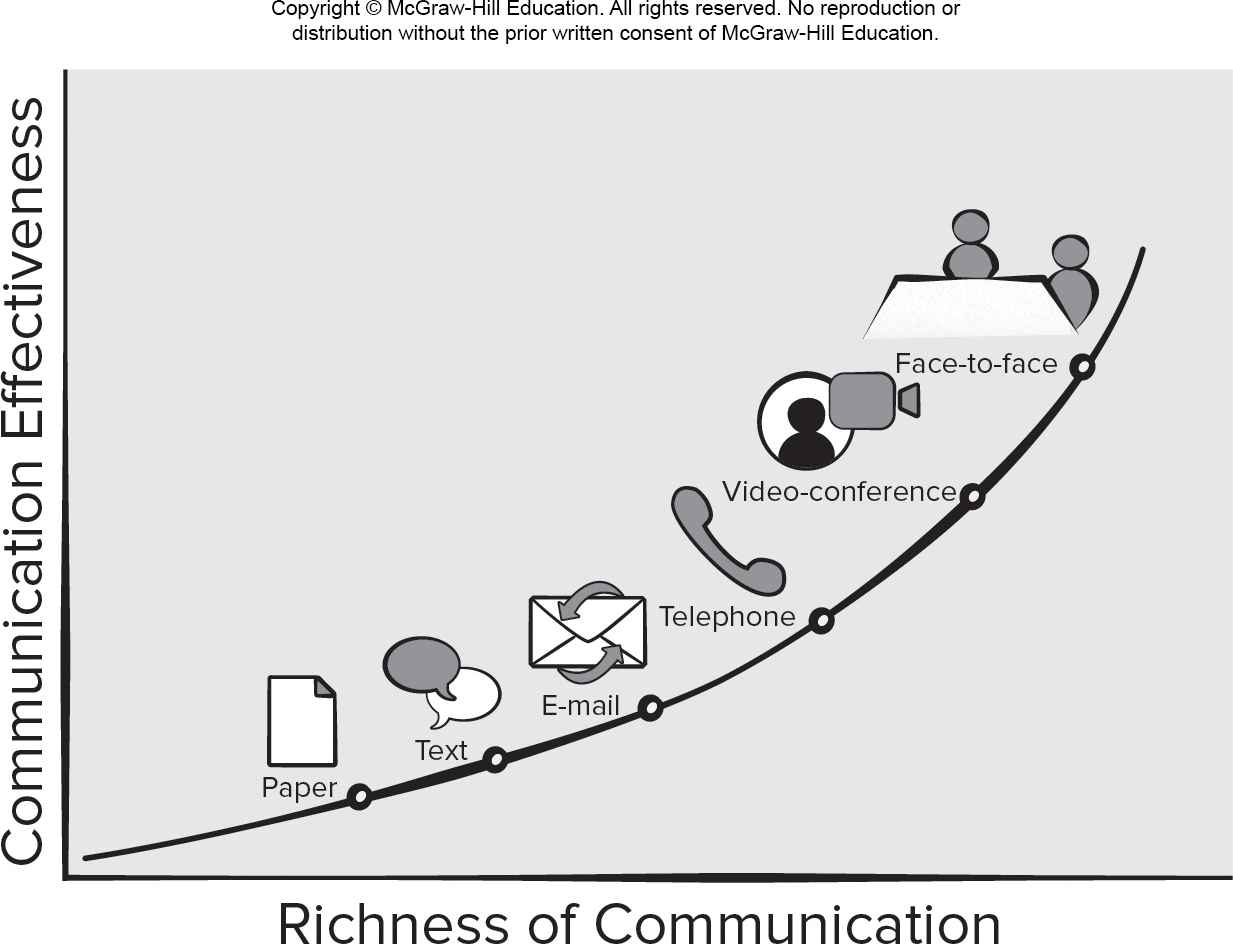 Copyright © McGraw-Hill Education. All rights reserved. No reproduction or
distribution without the prior written consent of McGraw-Hill Education.
Communication Effectiveness
Face-to-face
Video-conference
Telephone
E-mail
Text
Paper
Richness of Communication